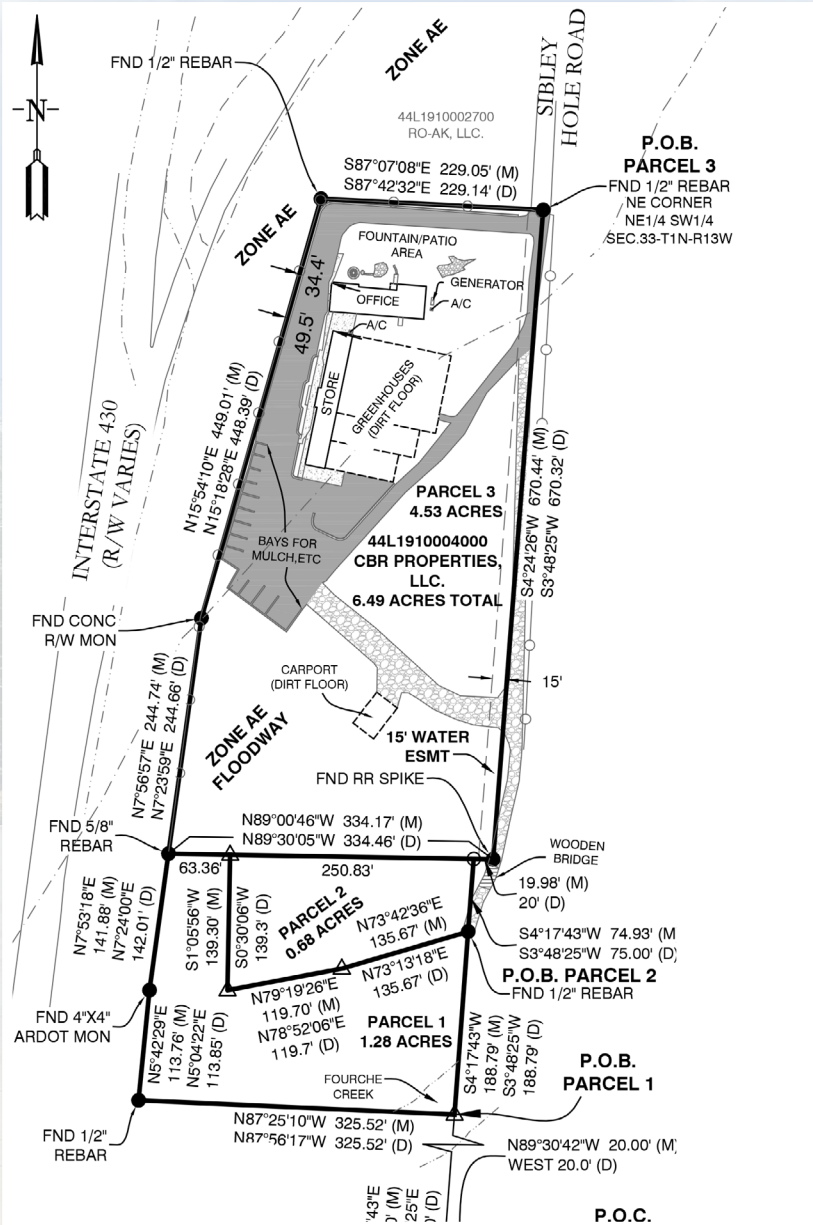 ZONE AE
SIBLEY
HOLE ROAD
FND 1/2" REBAR
-N-
44L1910002700
RO-AK, LLC.
P.O.B.
PARCEL 3
FND 1/2" REBAR
NE CORNER
NE1/4 SW1/4
SEC.33-T1N-R13W
S87°07'08"E 229.05' (M)
S87°42'32"E 229.14' (D)
ZONE AE
FOUNTAIN/PATIO
AREA
GENERATOR
A/C
OFFICE
34.4'
49.5'
A/C
STORE
GREENHOUSES
(DIRT FLOOR)
N15°54'10"E 449.01' (M)
N15°18'28"E 448.39' (D)
INTERSTATE 430
(R/W VARIES)
S4°24'26"W 670.44' (M)
S3°48'25"W 670.32' (D)
PARCEL 3
4.53 ACRES
44L1910004000
CBR PROPERTIES,
LLC.
6.49 ACRES TOTAL
BAYS FOR
MULCH,ETC
FND CONC
R/W MON
CARPORT
(DIRT FLOOR)
15'
N7°56'57"E 244.74' (M)
N7°23'59"E 244.66' (D)
ZONE AE
FLOODWAY
15' WATER
ESMT
FND RR SPIKE
FND 5/8"
REBAR
N89°00'46"W 334.17' (M)
N89°30'05"W 334.46' (D)
63.36'
250.83'
WOODEN
BRIDGE
19.98' (M)
20' (D)
N7°53'18"E
141.88' (M)
N7°24'00"E
142.01' (D)
S1°05'56"W
139.30' (M)
S0°30'06"W
139.3' (D)
PARCEL 2
0.68 ACRES
N73°42'36"E
135.67' (M)
N73°13'18"E
135.67' (D)
S4°17'43"W 74.93' (M)
S3°48'25"W 75.00' (D)
P.O.B. PARCEL 2
FND 1/2" REBAR
N79°19'26"E
119.70' (M)
N78°52'06"E
119.7' (D)
PARCEL 1
1.28 ACRES
FND 4"X4"
ARDOT MON
N5°42'29"E
113.76' (M)
N5°04'22"E
113.85' (D)
S4°17'43"W
188.79' (M)
S3°48'25"W
188.79' (D)
FOURCHE
CREEK
P.O.B.
PARCEL 1
N87°25'10"W 325.52' (M)
N87°56'17"W 325.52' (D)
FND 1/2"
REBAR
N89°30'42"W 20.00' (M)
WEST 20.0' (D)
'43"E
' (M)
25"E
' (D)
P.O.C.